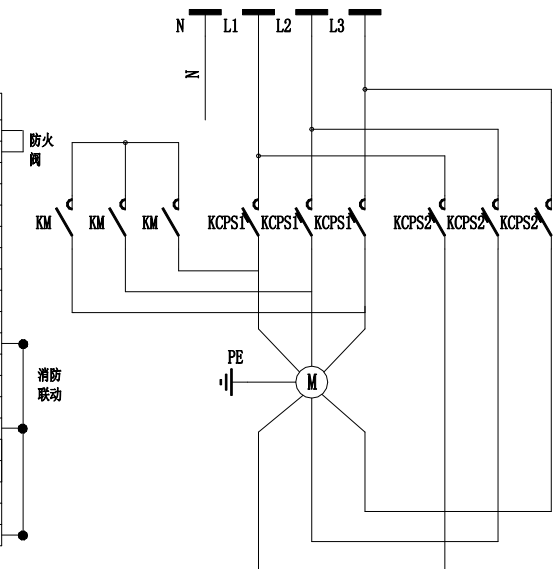 N
L1
L2
L3
N
防火
阀
KM
KM
KM
KCPS1
KCPS1
KCPS1
KCPS2
KCPS2
KCPS2
PE
M
消防
联动